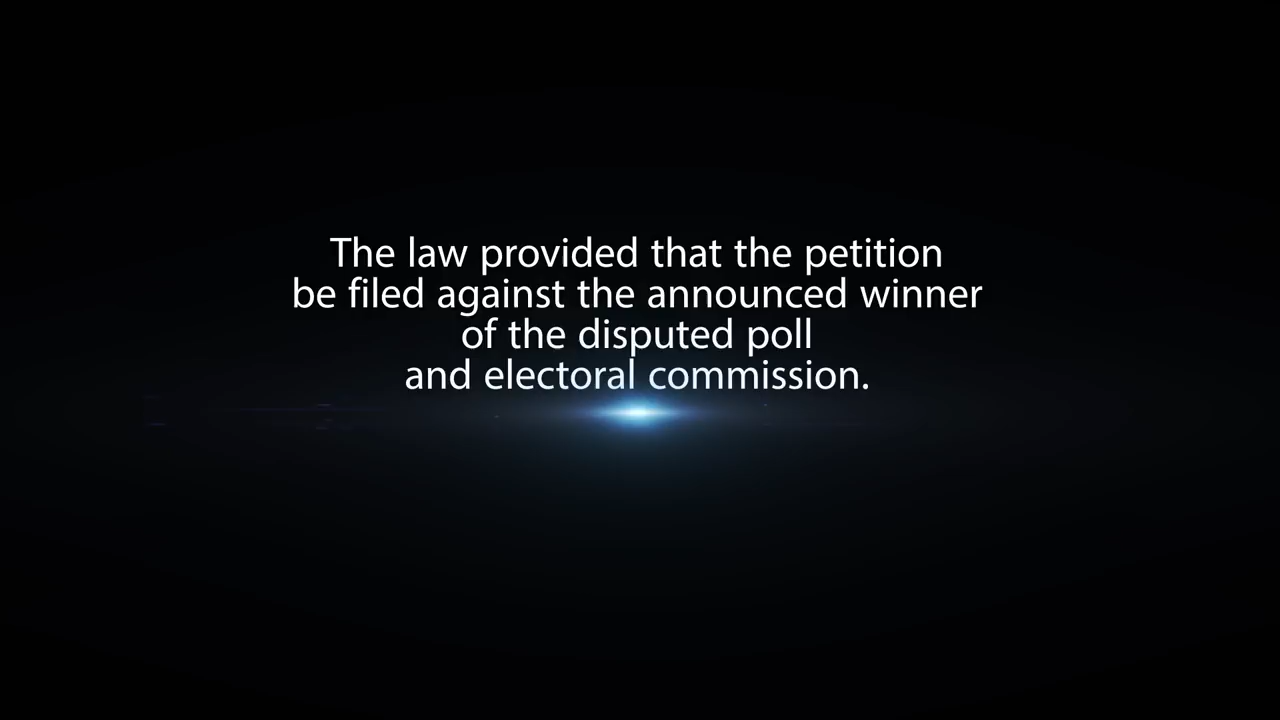 The law provided that the petition
be filed against the announced winner
of the disputed poll
and electoral commission.